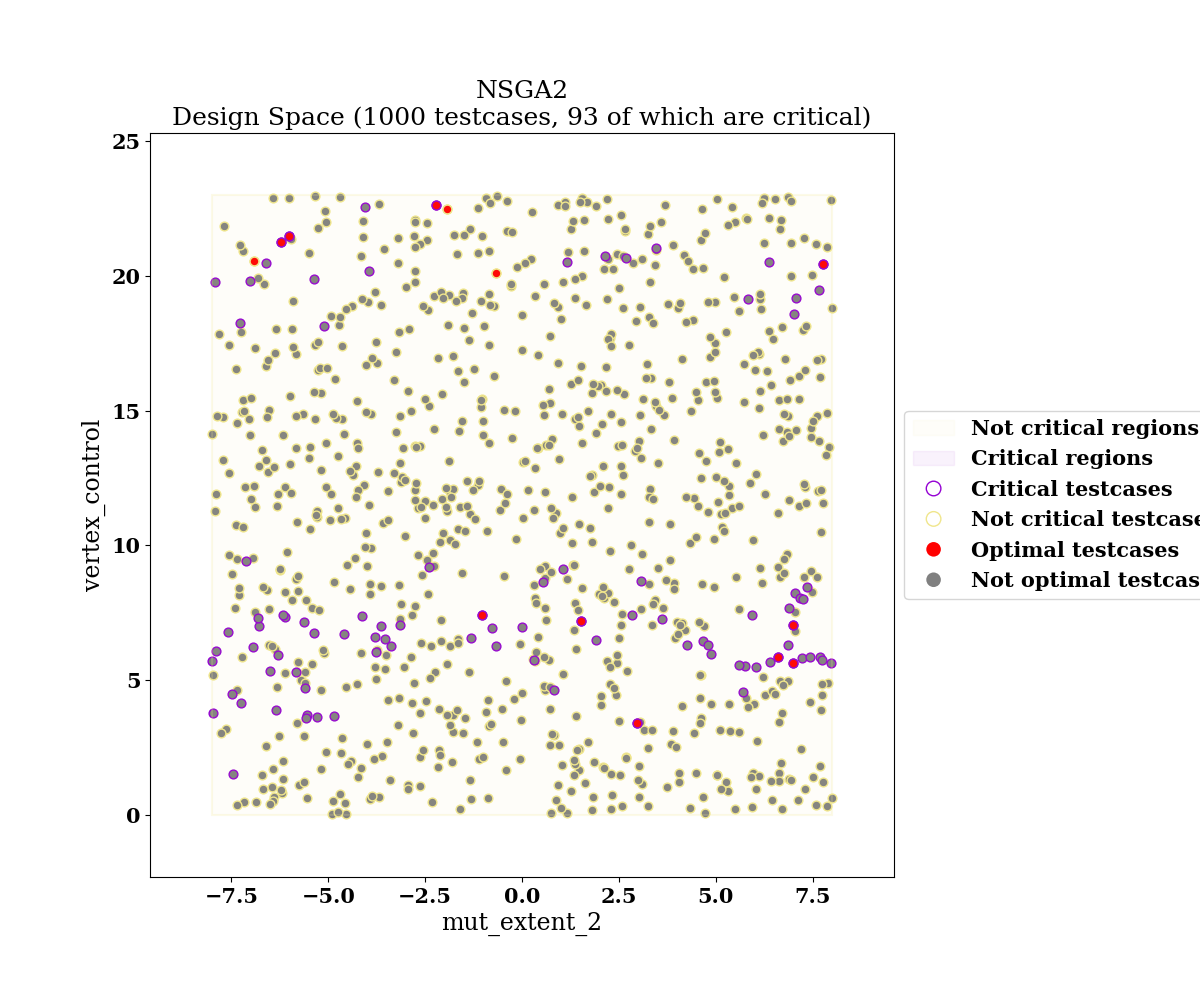 NSGA2
Design Space (1000 testcases, 93 of which are critical)
25
20
15
10
5
0
vertex_control
−7.5 −5.0 −2.5 0.0 2.5 5.0 7.5
mut_extent_2
Not critical regions
Critical regions
Critical testcases
Not critical testcase
Optimal testcases
Not optimal testcas